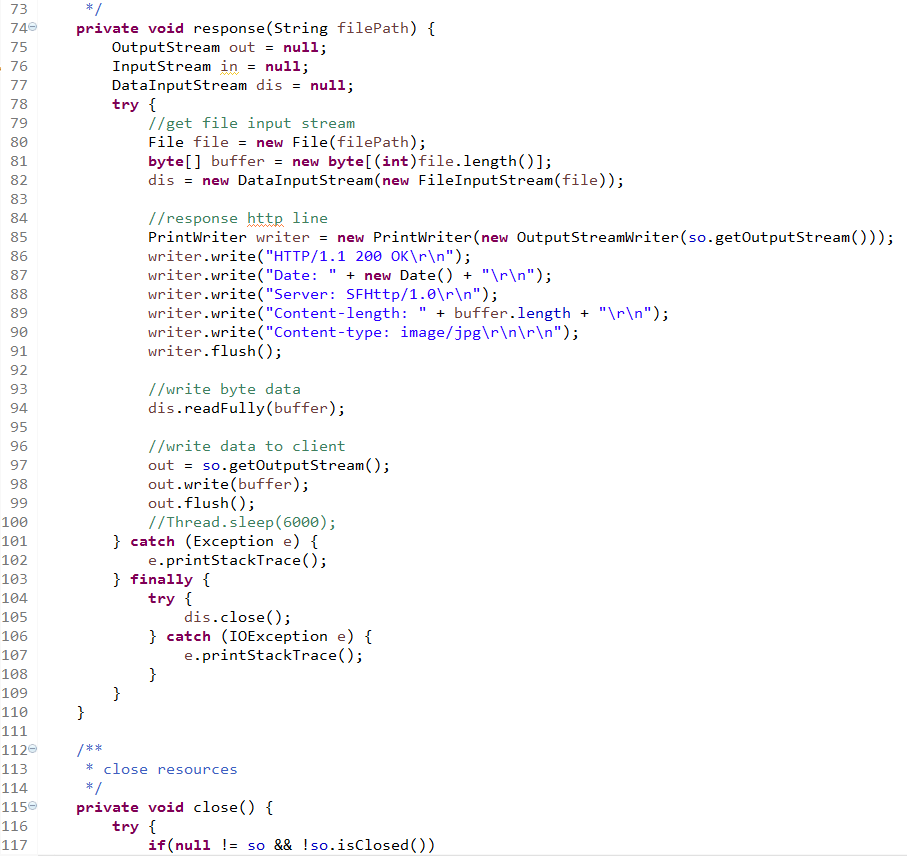 73      */
74     private void response(String filePath) {
75         OutputStream out = null;
76         InputStream in = null;
77         DataInputStream dis = null;
78         try {
79             //get file input stream
80             File file = new File(filePath);
81             byte[] buffer = new byte[(int)file.length()];
82             dis = new DataInputStream(new FileInputStream(file));
83
84             //response http line
85             PrintWriter writer = new PrintWriter(new OutputStreamWriter(so.getOutputStream()));
86             writer.write("HTTP/1.1 200 OK\r\n");
87             writer.write("Date: " + new Date() + "\r\n");
88             writer.write("Server: SFHttp/1.0\r\n");
89             writer.write("Content-length: " + buffer.length + "\r\n");
90             writer.write("Content-type: image/jpg\r\n\r\n");
91             writer.flush();
92
93             //write byte data
94             dis.readFully(buffer);
95
96             //write data to client
97             out = so.getOutputStream();
98             out.write(buffer);
99             out.flush();
100             //Thread.sleep(6000);
101         } catch (Exception e) {
102             e.printStackTrace();
103         } finally {
104             try {
105                 dis.close();
106             } catch (IOException e) {
107                 e.printStackTrace();
108             }
109         }
110     }
111
112     /**
113      * close resources
114      */
115     private void close() {
116         try {
117             if(null != so && !so.isClosed())